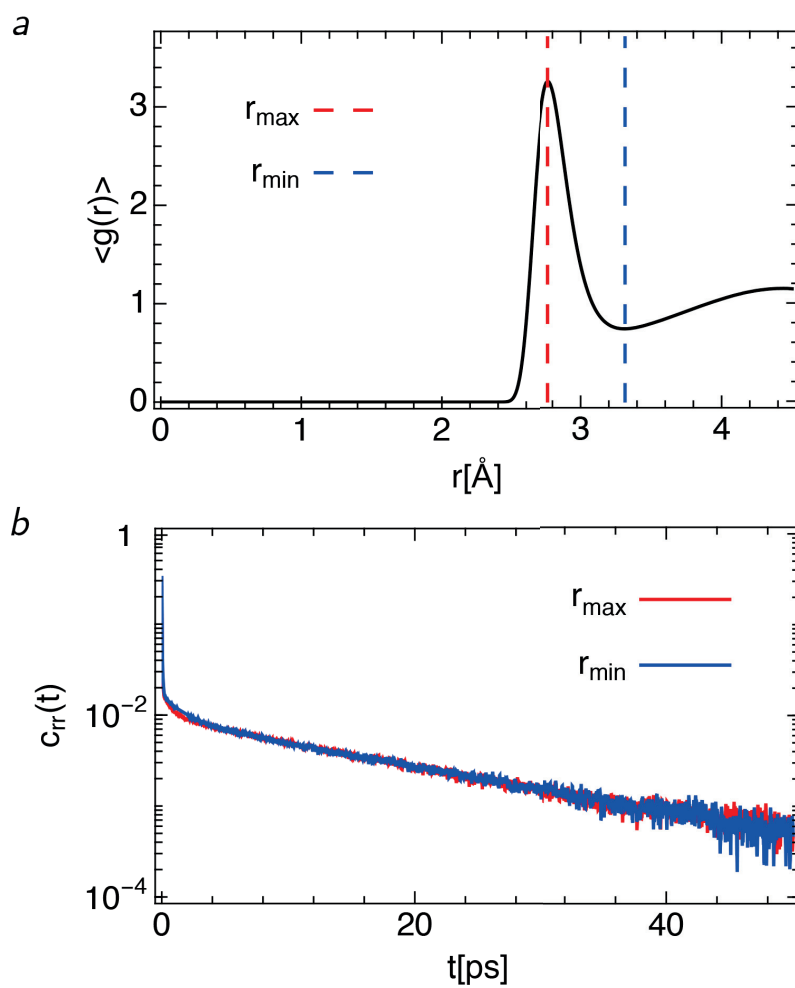 a
3
2
1
0
<g(r)>
r_max
r_min
0 1 2 3 4
r[Å]
b
1
10^-2
10^-4
c_rr(t)
r_max
r_min
0 20 40
t[ps]